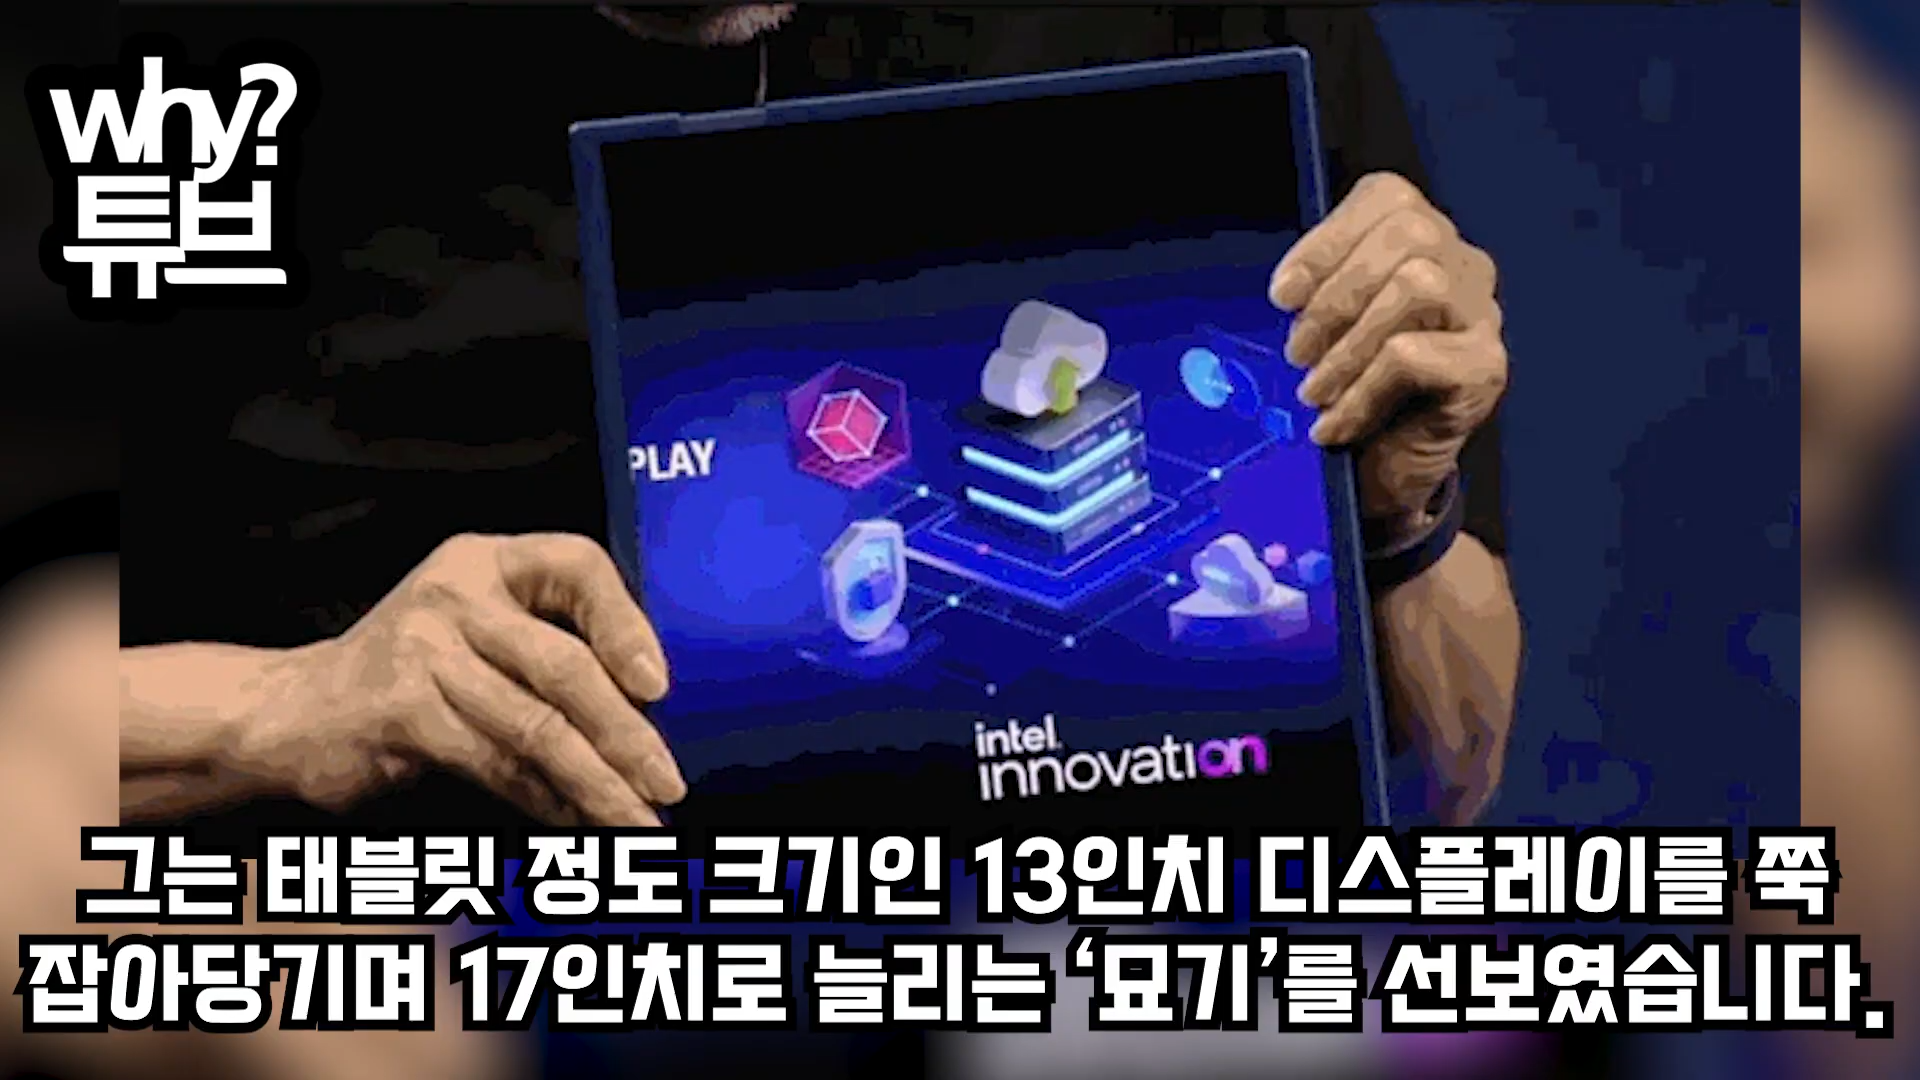 why?
튜브
PLAY
intel.
innovation
그는 태블릿 정도 크기인 13인치 디스플레이를 쭉
잡아당기며 17인치로 늘리는 ‘묘기’를 선보였습니다.